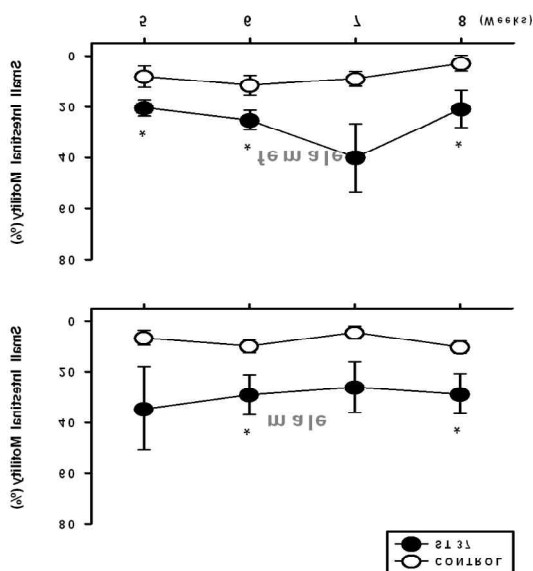 CONTROL
ST 37
Small Intestinal Motility (%)
80
60
40
20
0
* *
male
Small Intestinal Motility (%)
80
60
40
20
0
* * *
female
5 6 7 8 (Weeks)